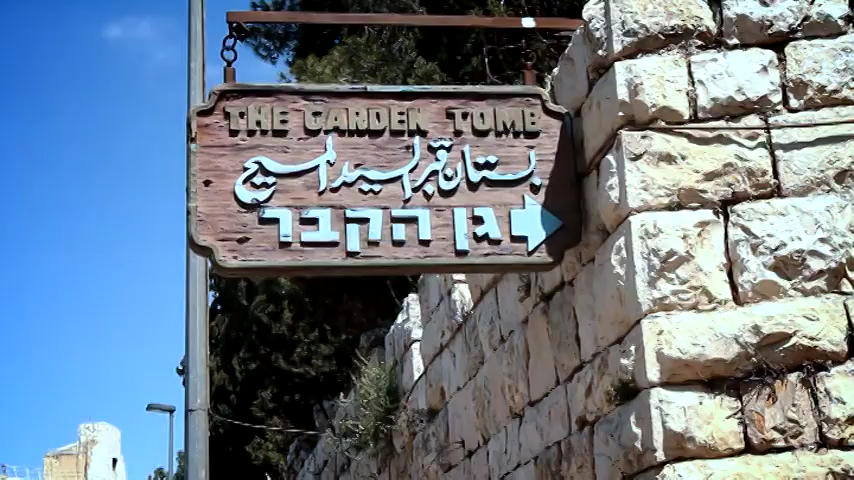 THE GARDEN TOMB
بستان قبر السيد المسيح
גן הקבר